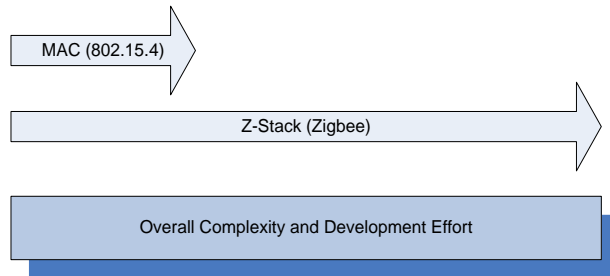 MAC (802.15.4)
Z-Stack (Zigbee)
Overall Complexity and Development Effort